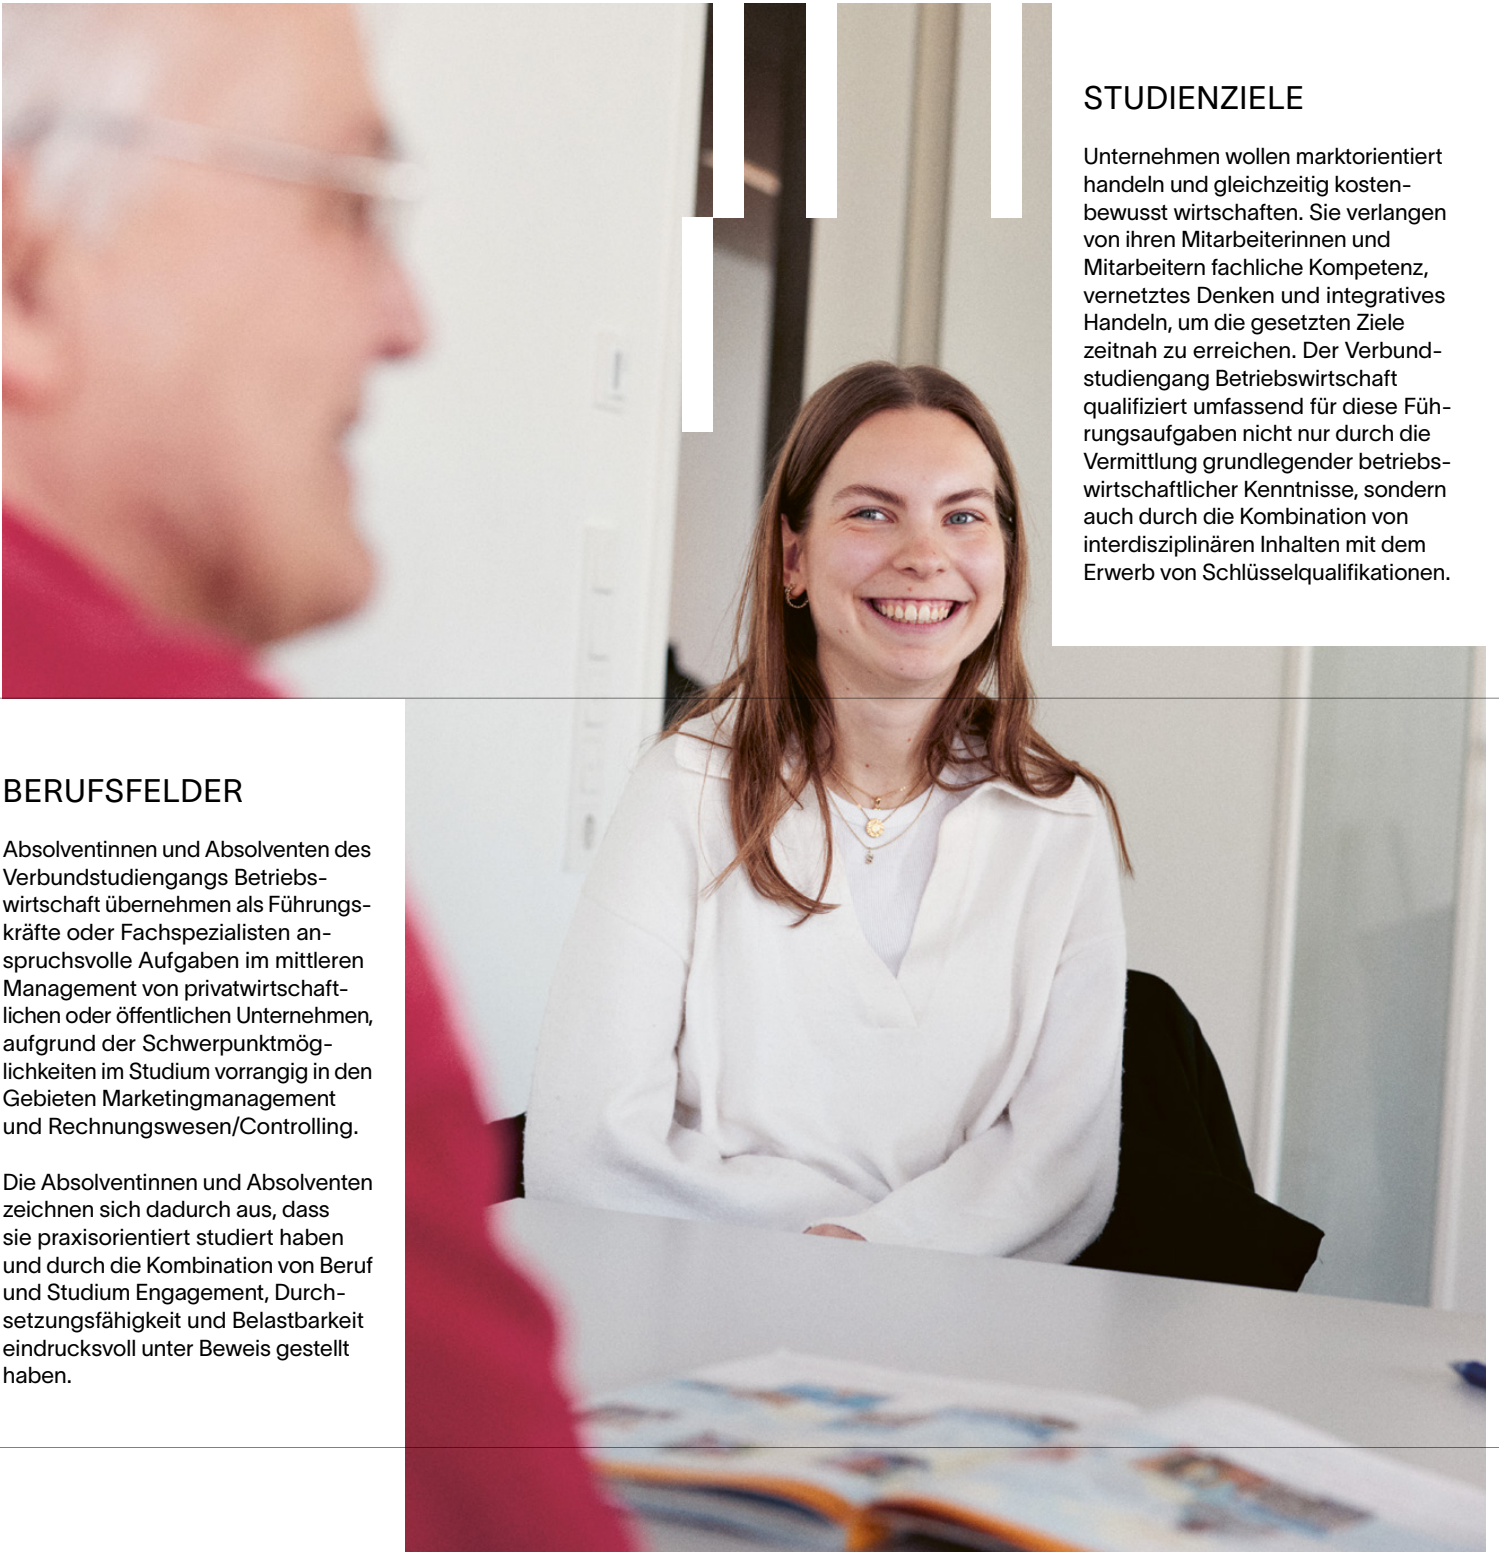 STUDIENZIELE
Unternehmen wollen marktorientiert
handeln und gleichzeitig kosten-
bewusst wirtschaften. Sie verlangen
von ihren Mitarbeiterinnen und
Mitarbeitern fachliche Kompetenz,
vernetztes Denken und integratives
Handeln, um die gesetzten Ziele
zeitnah zu erreichen. Der Verbund-
studiengang Betriebswirtschaft
qualifiziert umfassend für diese Füh-
rungsaufgaben nicht nur durch die
Vermittlung grundlegender betriebs-
wirtschaftlicher Kenntnisse, sondern
auch durch die Kombination von
interdisziplinären Inhalten mit dem
Erwerb von Schlüsselqualifikationen.
BERUFSFELDER
Absolventinnen und Absolventen des
Verbundstudiengangs Betriebs-
wirtschaft übernehmen als Führungs-
kräfte oder Fachspezialisten an-
spruchsvolle Aufgaben im mittleren
Management von privatwirtschaft-
lichen oder öffentlichen Unternehmen,
aufgrund der Schwerpunktmög-
lichkeiten im Studium vorrangig in den
Gebieten Marketingmanagement
und Rechnungswesen/Controlling.
Die Absolventinnen und Absolventen
zeichnen sich dadurch aus, dass
sie praxisorientiert studiert haben
und durch die Kombination von Beruf
und Studium Engagement, Durch-
setzungsfähigkeit und Belastbarkeit
eindrucksvoll unter Beweis gestellt
haben.